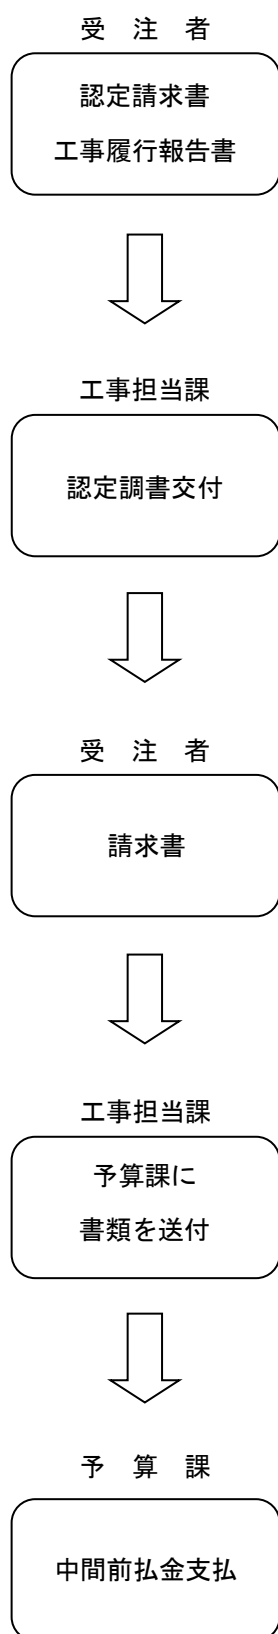 受　注　者
認定請求書
工事履行報告書
工事担当課
認定調書交付
受　注　者
請求書
工事担当課
予算課に
書類を送付
予　算　課
中間前払金支払